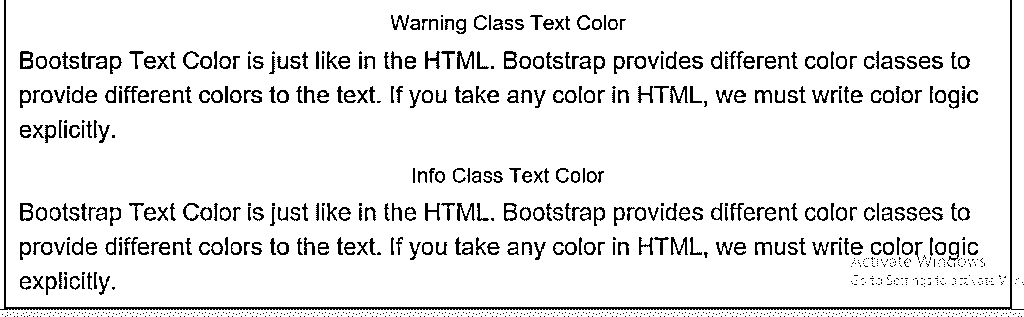 Warning Class Text Color
Bootstrap Text Color is just like in the HTML. Bootstrap provides different color classes to
provide different colors to the text. If you take any color in HTML, we must write color logic
explicitly.
Info Class Text Color
Bootstrap Text Color is just like in the HTML. Bootstrap provides different color classes to
provide different colors to the text. If you take any color in HTML, we must write color logic
explicitly.
Activate Windows
Go to Settings to activate